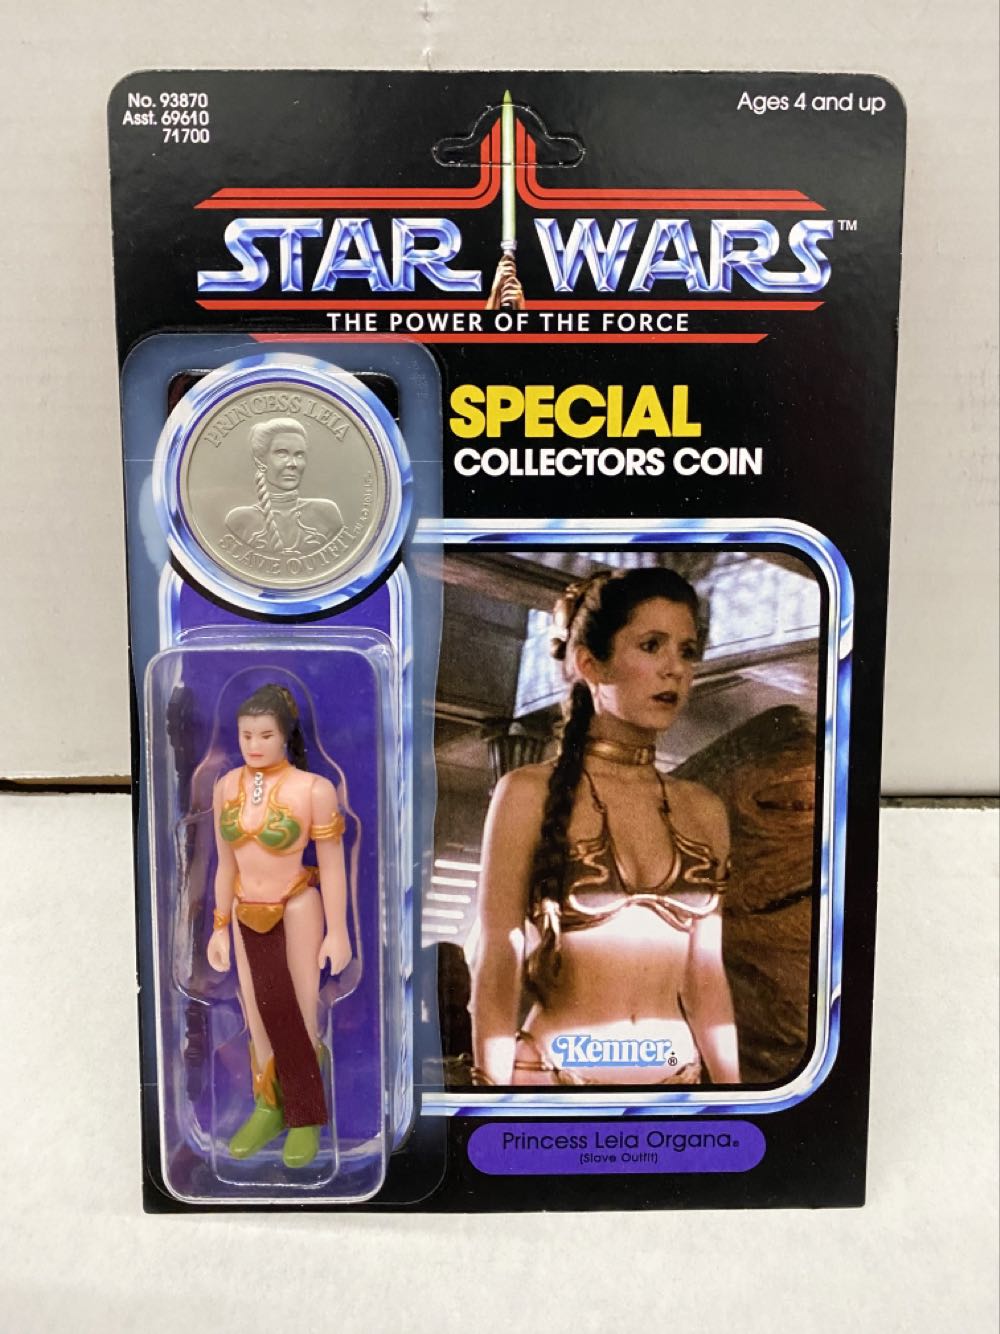 No. 93870
Asst. 69610
71700
Ages 4 and up
STAR WARS™
THE POWER OF THE FORCE
SPECIAL
COLLECTORS COIN
PRINCESS LEIA
SLAVE OUTFIT
Kenner®
Princess Leia Organa®
(Slave Outfit)